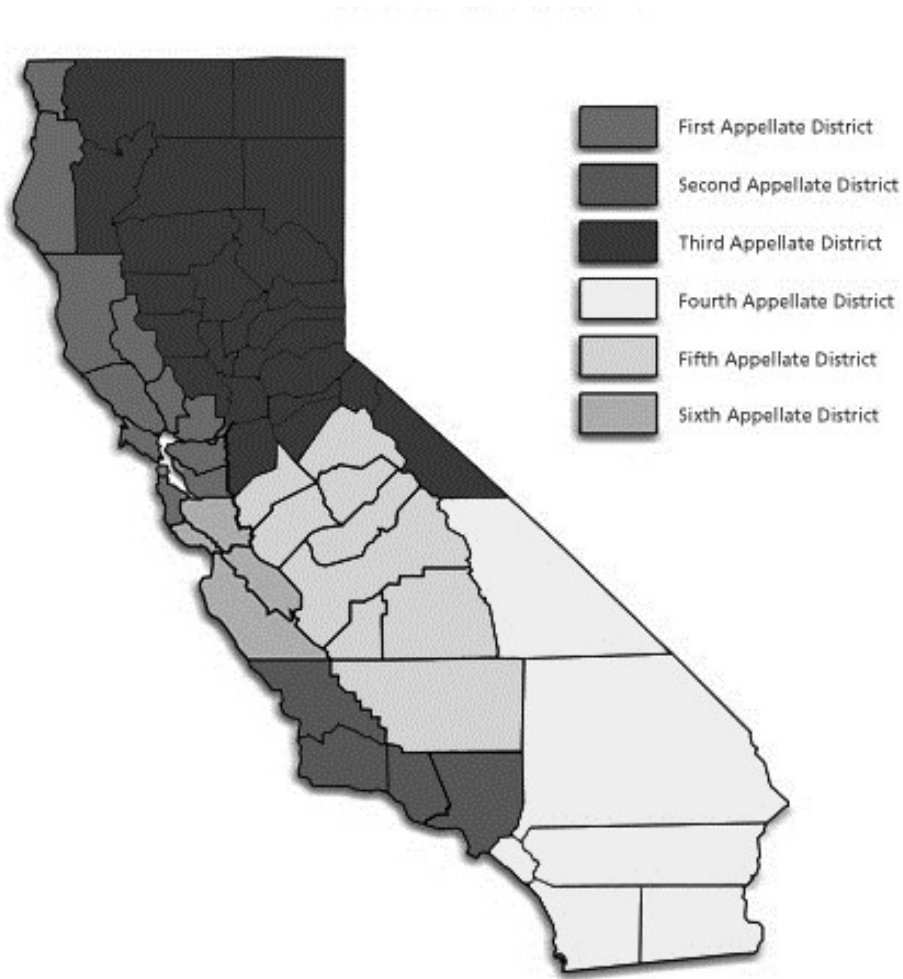 First Appellate District
Second Appellate District
Third Appellate District
Fourth Appellate District
Fifth Appellate District
Sixth Appellate District